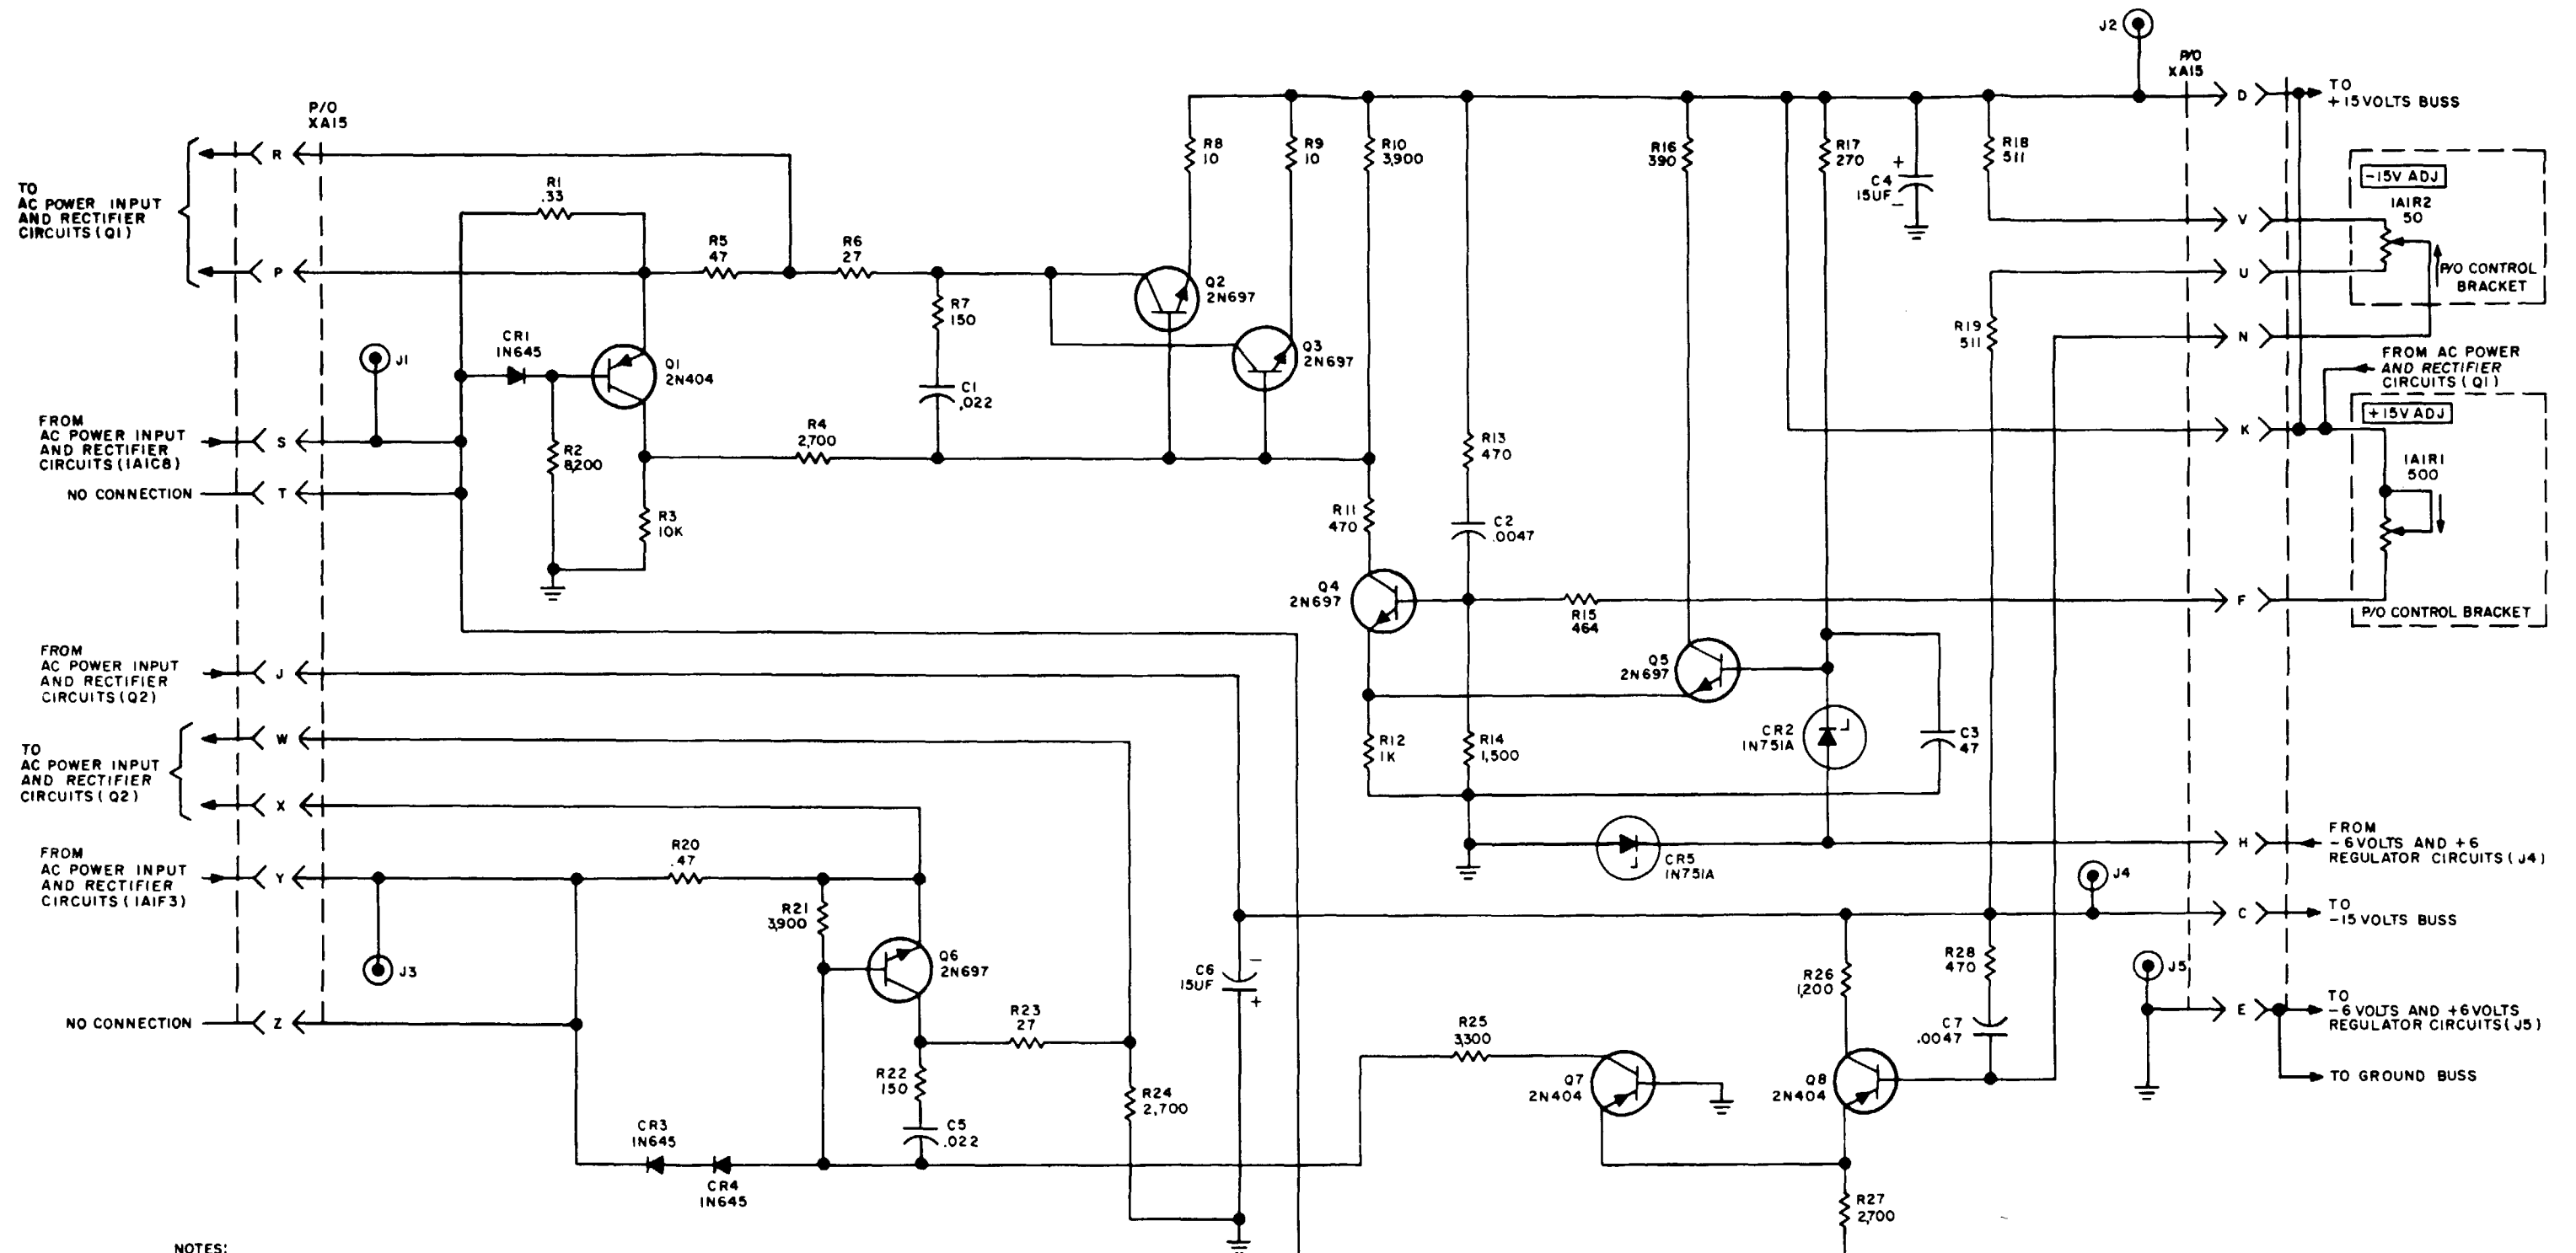 J2
P/O
XA15
D
TO
+15 VOLTS BUSS
P/O
XA15
R
TO
AC POWER INPUT
AND RECTIFIER
CIRCUITS (Q1)
P
R1
.33
R5
47
R6
27
R7
150
C1
.022
R8
10
R9
10
R10
3,900
Q2
2N697
Q3
2N697
R16
390
R17
270
C4
15UF
+
-
R18
511
V
-15V ADJ
1A1R2
50
P/O CONTROL
BRACKET
U
R19
511
N
FROM AC POWER
AND RECTIFIER
CIRCUITS (Q1)
K
+15V ADJ
1A1R1
500
P/O CONTROL BRACKET
F
J1
CR1
1N645
Q1
2N404
FROM
AC POWER INPUT
AND RECTIFIER
CIRCUITS (1A1C8)
S
NO CONNECTION
T
R2
8,200
R4
2,700
R3
10K
R13
470
R11
470
C2
.0047
Q4
2N697
R15
464
Q5
2N697
R12
1K
R14
1,500
CR2
1N751A
C3
47
CR5
1N751A
H
FROM
-6 VOLTS AND +6
REGULATOR CIRCUITS (J4)
FROM
AC POWER INPUT
AND RECTIFIER
CIRCUITS (Q2)
J
W
TO
AC POWER INPUT
AND RECTIFIER
CIRCUITS (Q2)
X
FROM
AC POWER INPUT
AND RECTIFIER
CIRCUITS (1A1F3)
Y
R20
.47
R21
3,900
Q6
2N697
J3
NO CONNECTION
Z
R22
150
R23
27
C5
.022
R24
2,700
CR3
1N645
CR4
1N645
C6
15UF
-
+
R25
3,300
Q7
2N404
R26
1,200
Q8
2N404
R28
470
C7
.0047
R27
2,700
J4
C
TO
-15 VOLTS BUSS
J5
E
TO
-6 VOLTS AND +6 VOLTS
REGULATOR CIRCUITS (J5)
TO GROUND BUSS
NOTES: